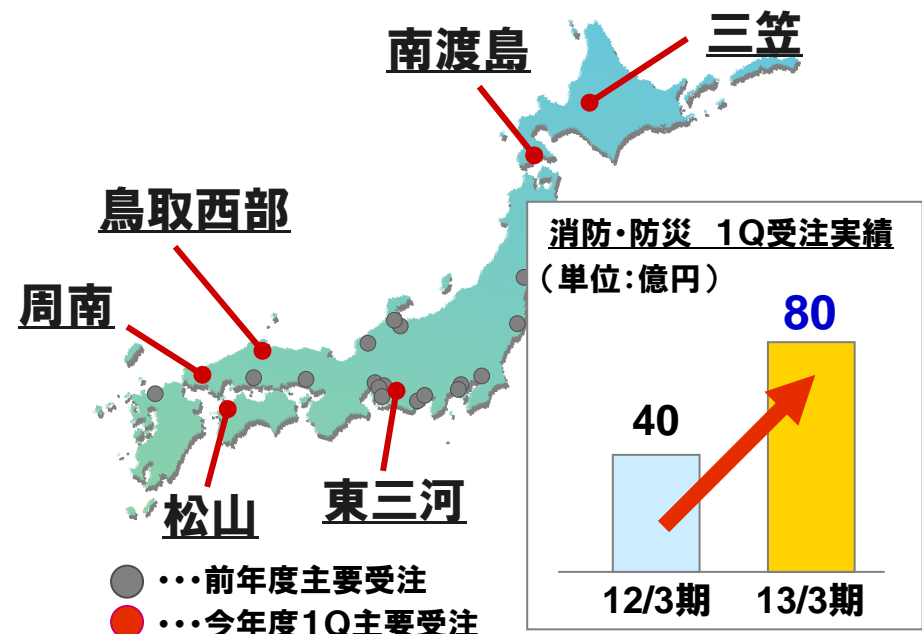 南渡島
三笠
鳥取西部
周南
松山
東三河
●･･･前年度主要受注
●･･･今年度1Q主要受注
消防･防災 1Q受注実績
（単位:億円）
40
80
12/3期
13/3期